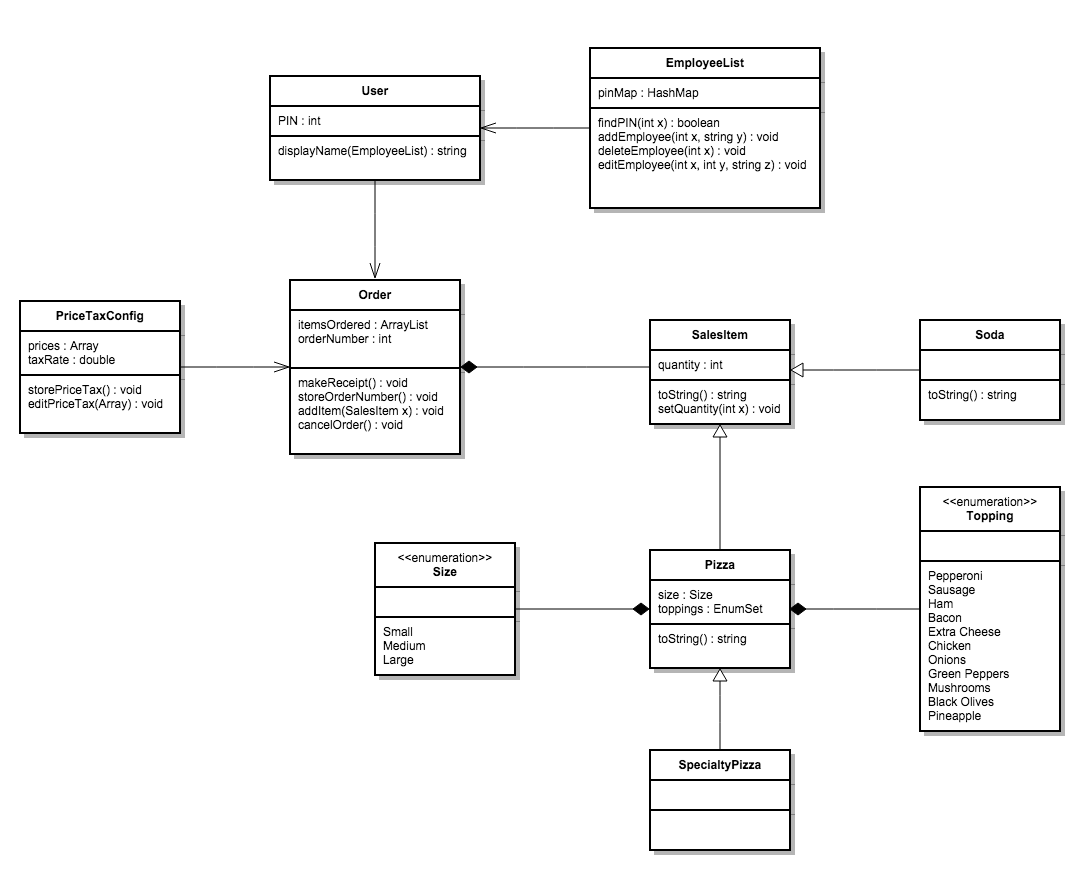 User
PIN : int
displayName(EmployeeList) : string
EmployeeList
pinMap : HashMap
findPIN(int x) : boolean
addEmployee(int x, string y) : void
deleteEmployee(int x) : void
editEmployee(int x, int y, string z) : void
PriceTaxConfig
prices : Array
taxRate : double
storePriceTax() : void
editPriceTax(Array) : void
Order
itemsOrdered : ArrayList
orderNumber : int
makeReceipt() : void
storeOrderNumber() : void
addItem(SalesItem x) : void
cancelOrder() : void
SalesItem
quantity : int
toString() : string
setQuantity(int x) : void
Soda
toString() : string
<<enumeration>>
Size
Small
Medium
Large
Pizza
size : Size
toppings : EnumSet
toString() : string
<<enumeration>>
Topping
Pepperoni
Sausage
Ham
Bacon
Extra Cheese
Chicken
Onions
Green Peppers
Mushrooms
Black Olives
Pineapple
SpecialtyPizza